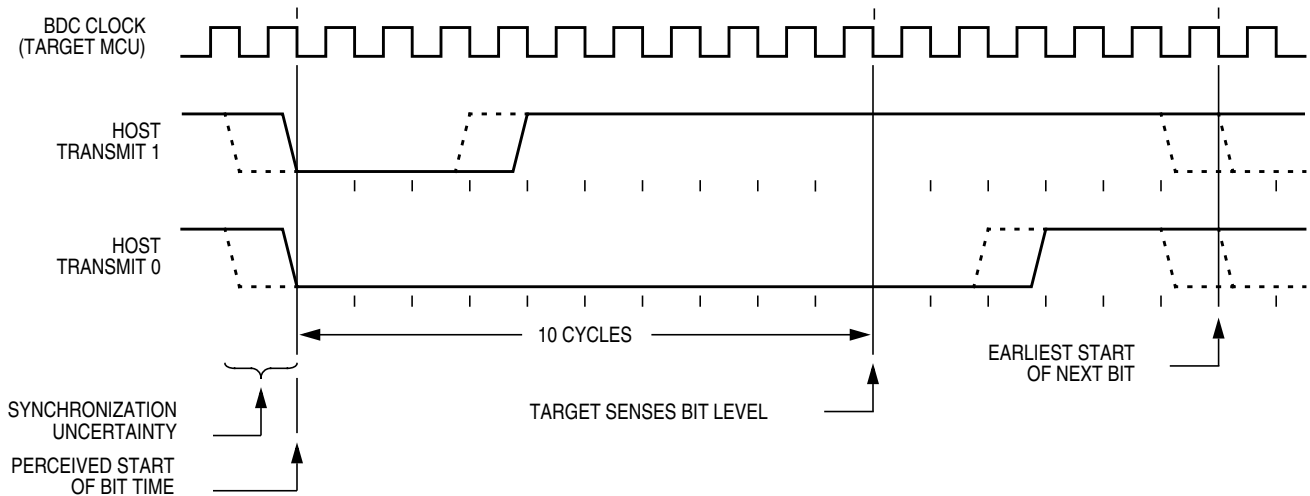 BDC CLOCK
(TARGET MCU)
HOST
TRANSMIT 1
HOST
TRANSMIT 0
10 CYCLES
EARLIEST START
OF NEXT BIT
TARGET SENSES BIT LEVEL
SYNCHRONIZATION
UNCERTAINTY
PERCEIVED START
OF BIT TIME